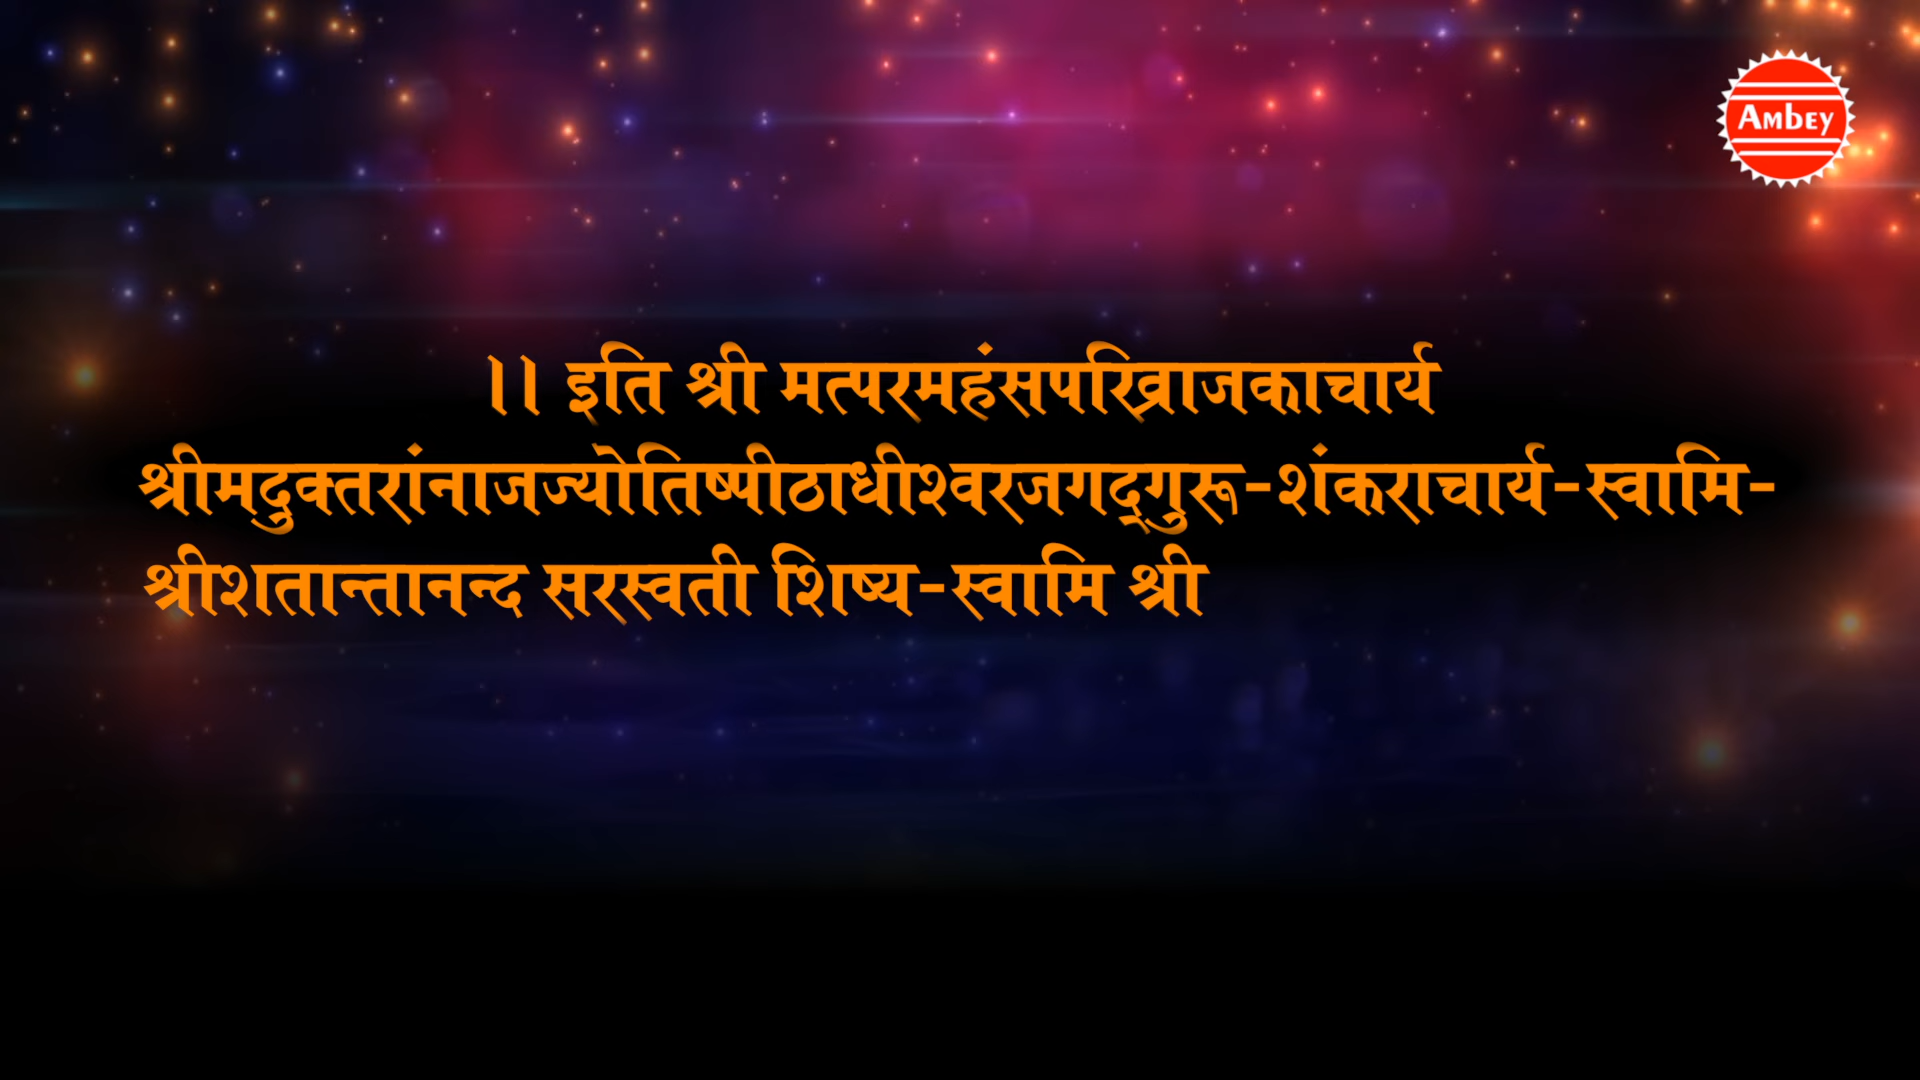 AMBEY
।। इति श्री मत्परमहंसपरिव्राजकाचार्य
श्रीमदुक्तरांनाजज्योतिष्पीठाधीश्वरजगद्गुरू-शंकराचार्य-स्वामि-
श्रीशतान्तानन्द सरस्वती शिष्य-स्वामि श्री